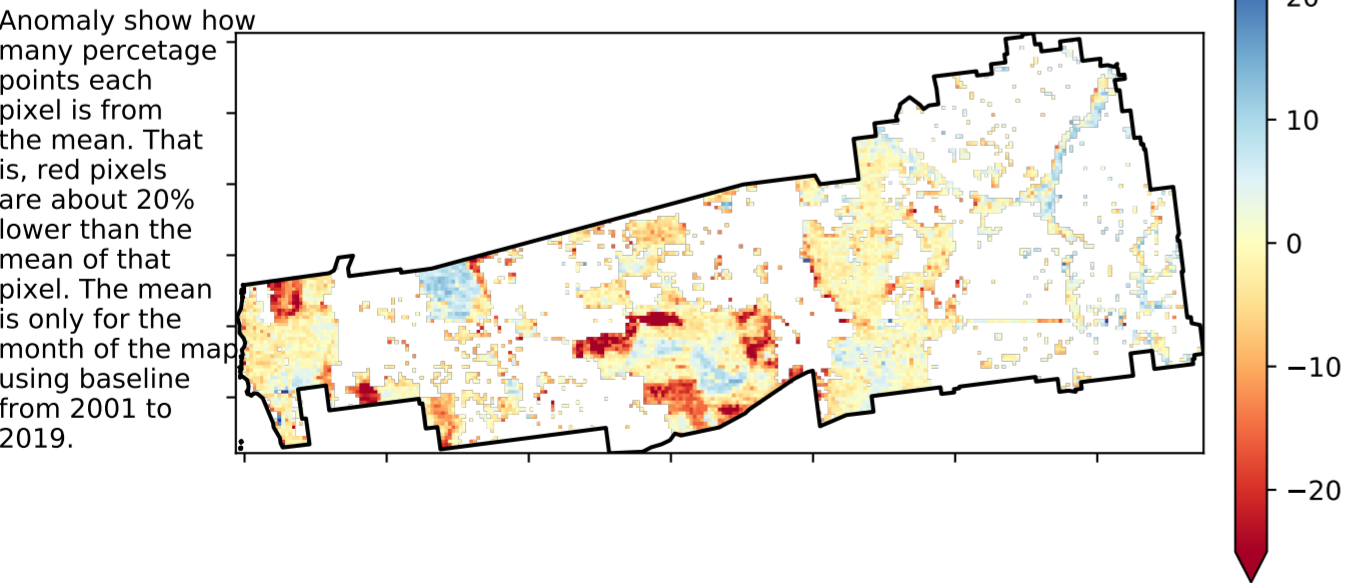 Anomaly show how
many percetage
points each
pixel is from
the mean. That
is, red pixels
are about 20%
lower than the
mean of that
pixel. The mean
is only for the
month of the map
using baseline
from 2001 to
2019.
20
10
0
−10
−20